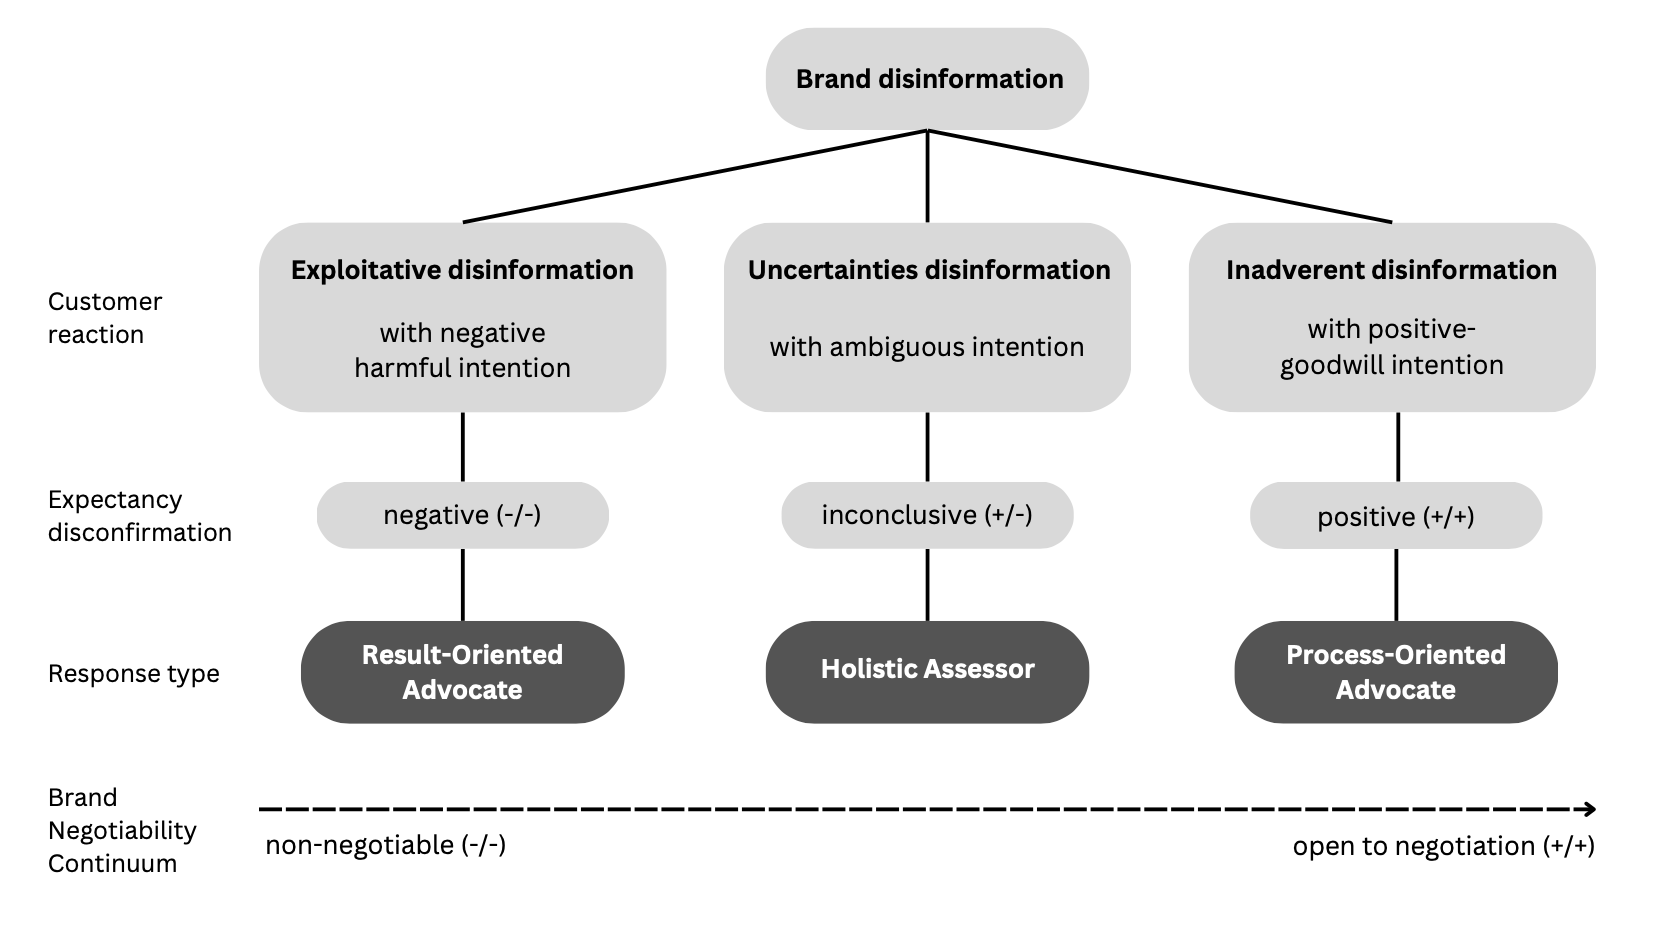 Brand disinformation
Customer
reaction
Exploitative disinformation
with negative
harmful intention
Uncertainties disinformation
with ambiguous intention
Inadverent disinformation
with positive-
goodwill intention
Expectancy
disconfirmation
negative (-/-)
inconclusive (+/-)
positive (+/+)
Response type
Result-Oriented
Advocate
Holistic Assessor
Process-Oriented
Advocate
Brand
Negotiability
Continuum
non-negotiable (-/-)
open to negotiation (+/+)